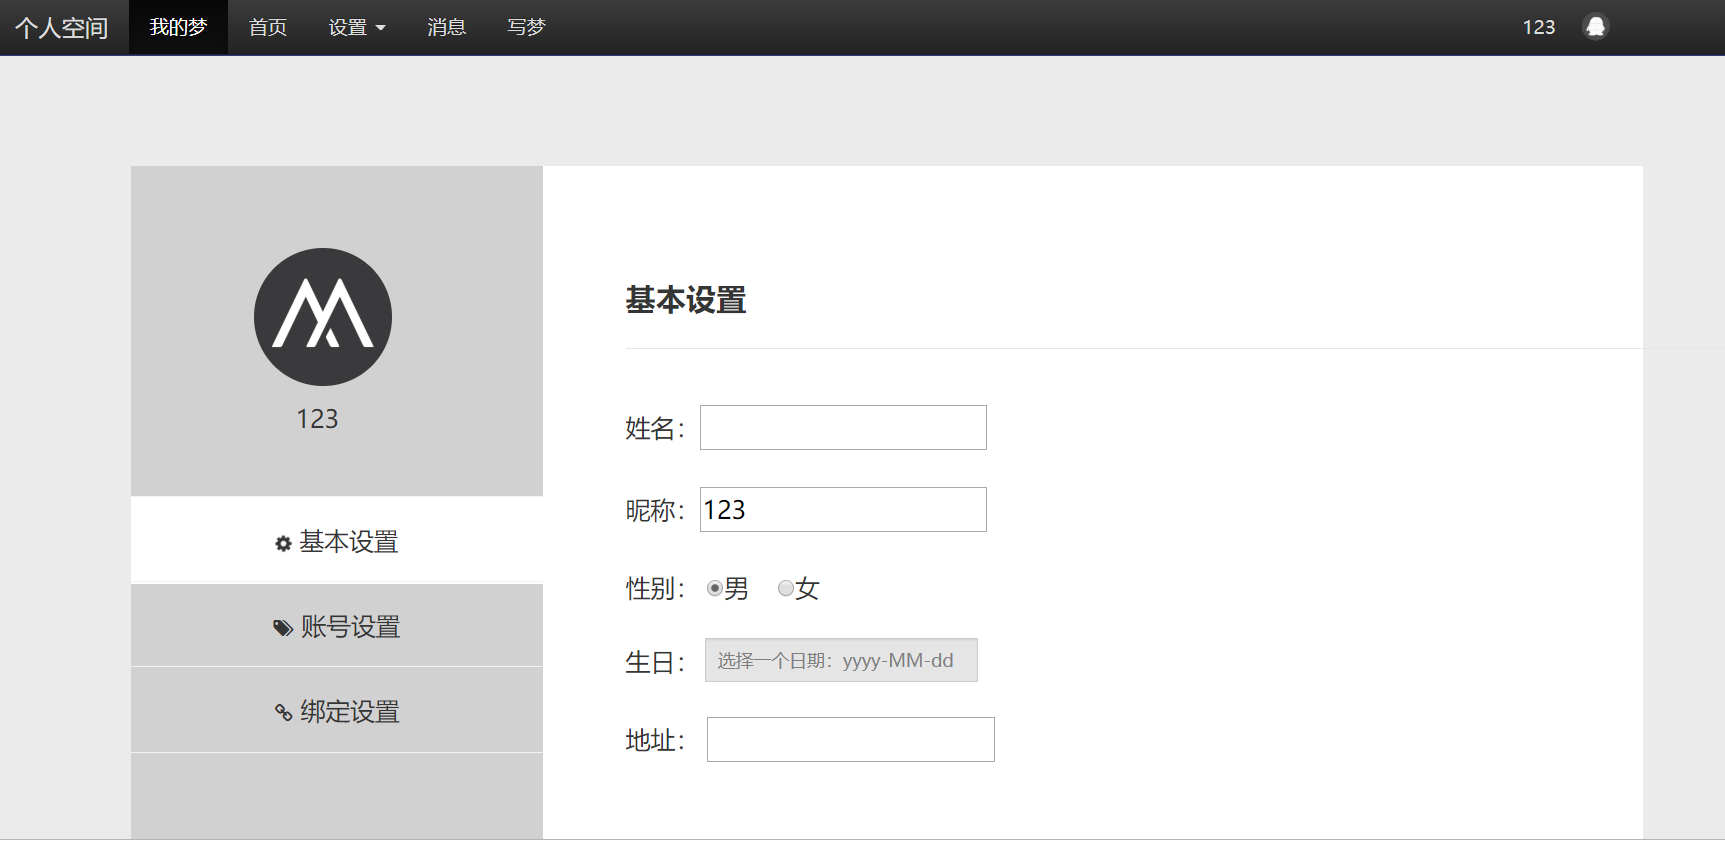 个人空间 我的梦 首页 设置 消息 写梦 123
123
基本设置
账号设置
绑定设置
基本设置
姓名：
昵称： 123
性别： 男 女
生日： 选择一个日期：yyyy-MM-dd
地址：